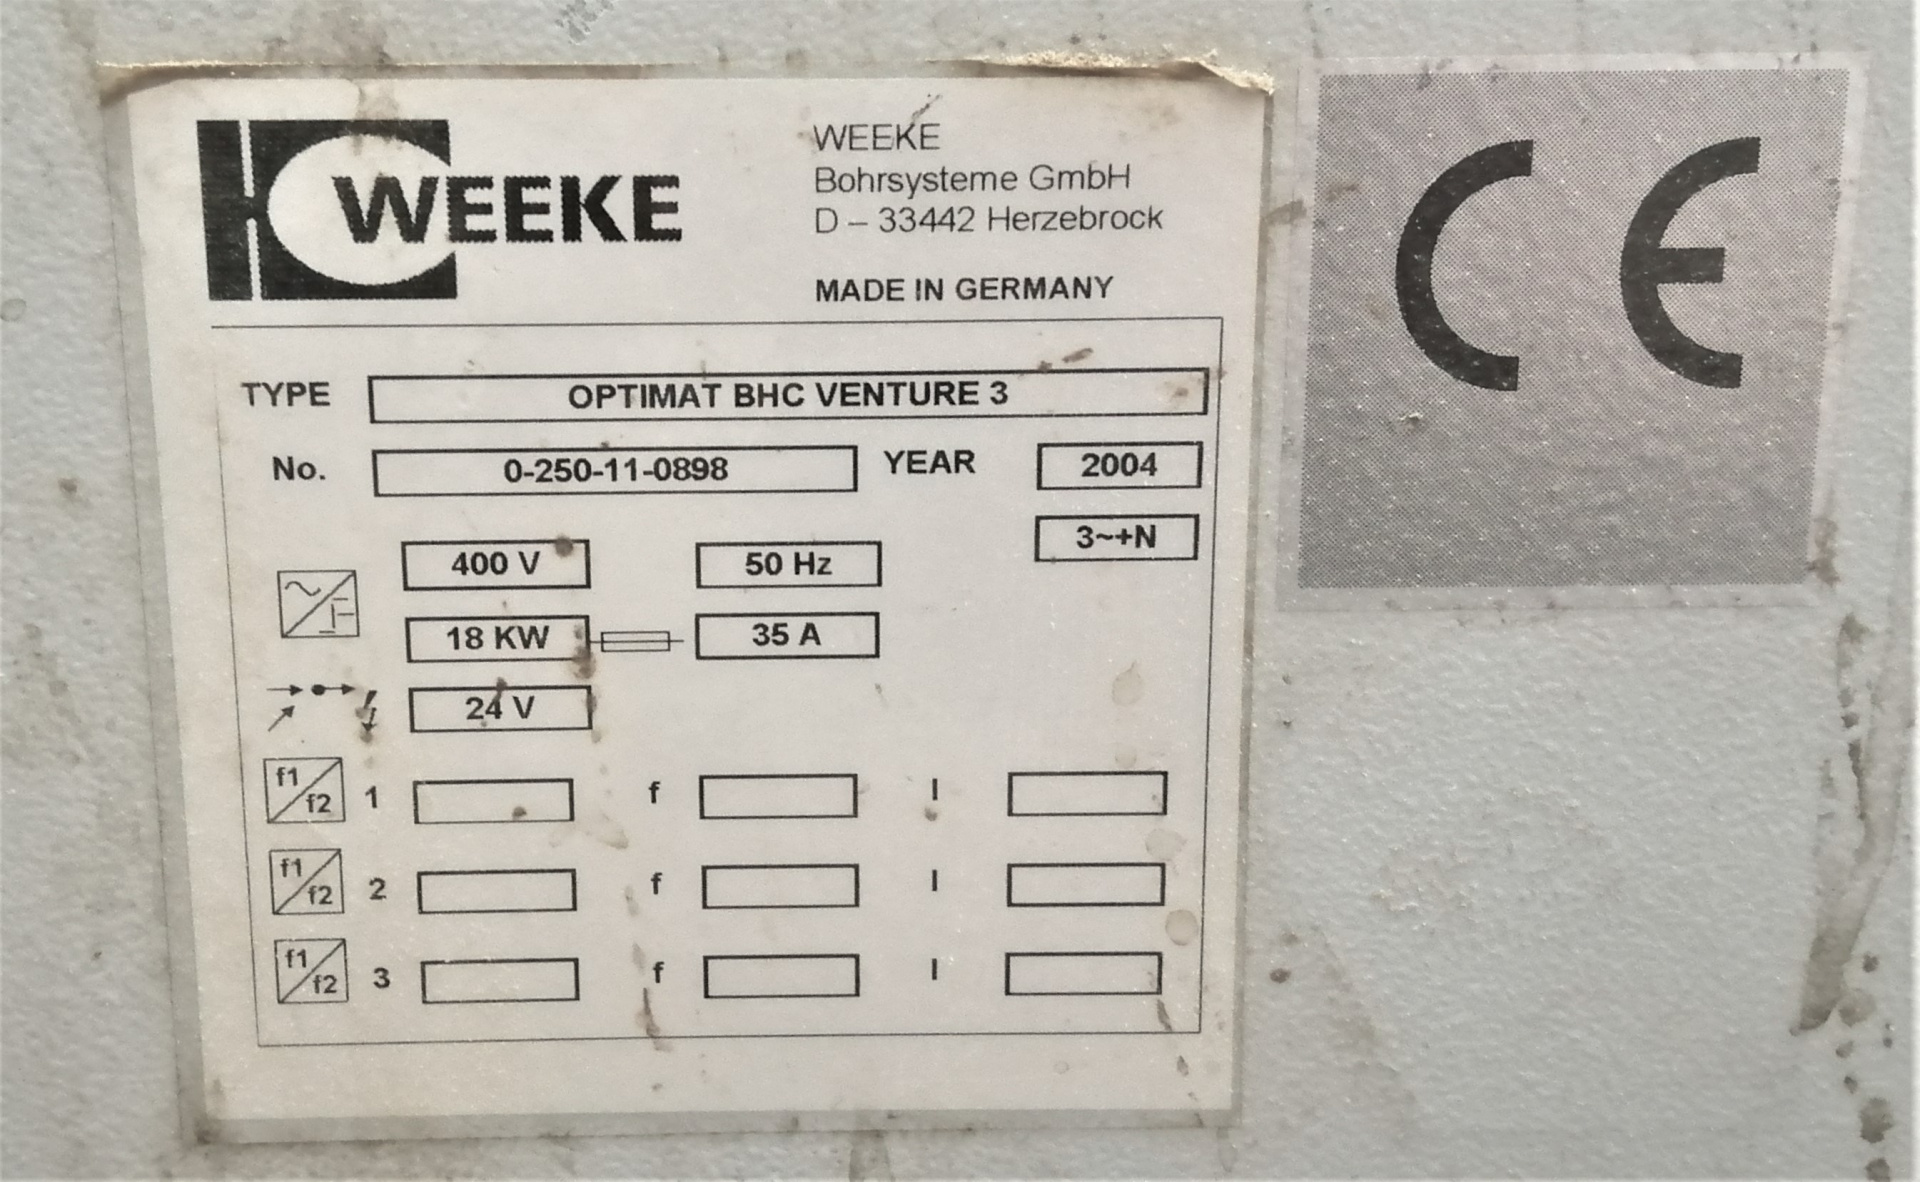 WEEKE
WEEKE
Bohrsysteme GmbH
D – 33442 Herzebrock
MADE IN GERMANY
TYPE OPTIMAT BHC VENTURE 3
No. 0-250-11-0898 YEAR 2004
3~+N
400 V 50 Hz
18 KW 35 A
24 V
f1/f2 1 f I
f1/f2 2 f I
f1/f2 3 f I
CE